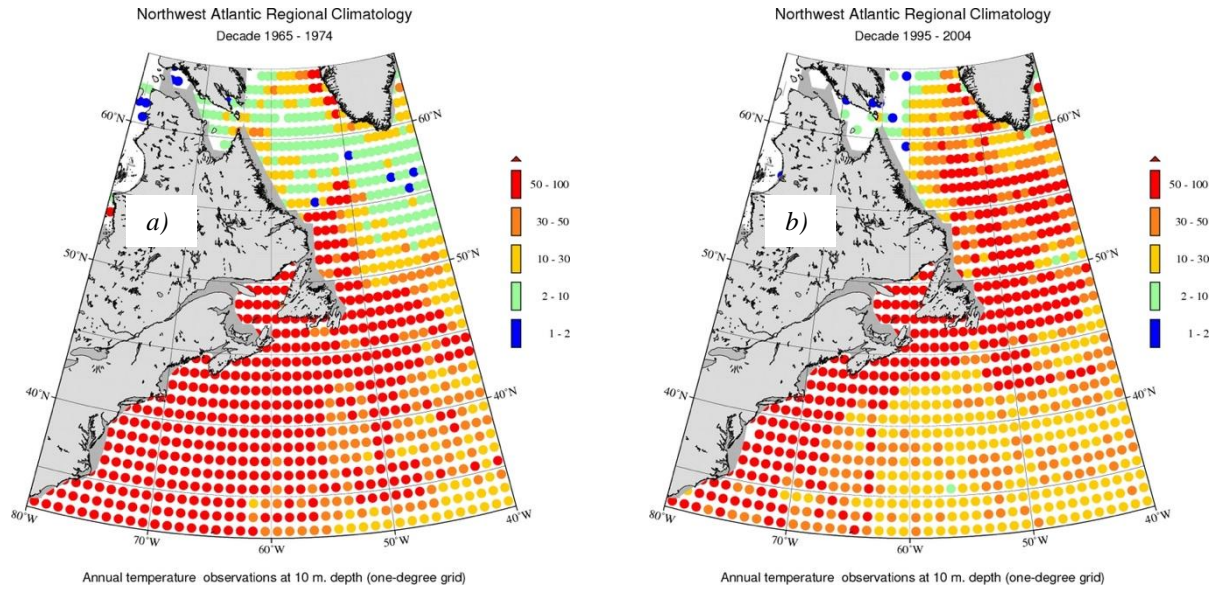 Northwest Atlantic Regional Climatology
Decade 1965 - 1974
60°N
50°N
40°N
80°W
70°W
60°W
50°W
40°W
60°N
50°N
40°N
a)
50 - 100
30 - 50
10 - 30
2 - 10
1 - 2
Annual temperature observations at 10 m. depth (one-degree grid)
Northwest Atlantic Regional Climatology
Decade 1995 - 2004
60°N
50°N
40°N
80°W
70°W
60°W
50°W
40°W
60°N
50°N
40°N
b)
50 - 100
30 - 50
10 - 30
2 - 10
1 - 2
Annual temperature observations at 10 m. depth (one-degree grid)